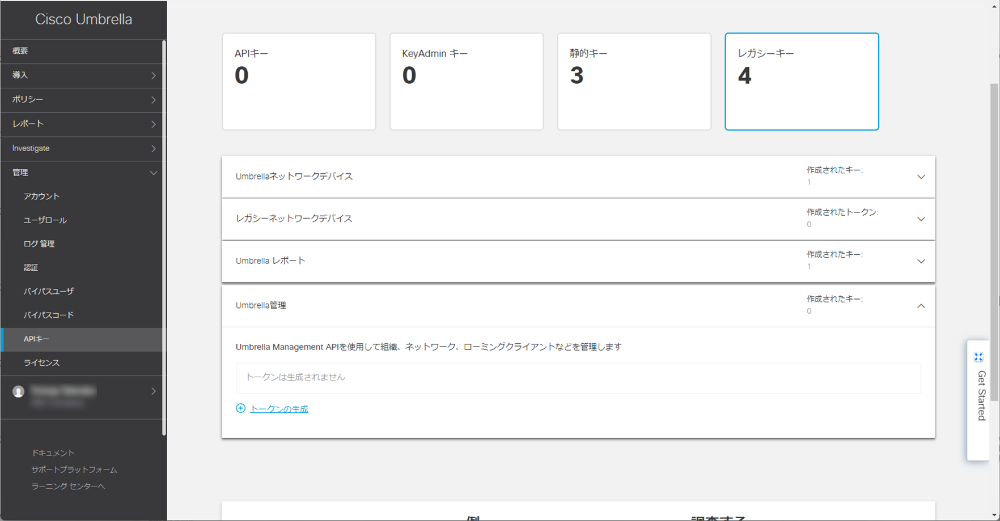 Cisco Umbrella
概要
導入
ポリシー
レポート
Investigate
管理
アカウント
ユーザロール
ログ 管理
認証
バイパスユーザ
バイパスコード
APIキー
ライセンス
ドキュメント
サポートプラットフォーム
ラーニング センターへ
APIキー
0
KeyAdmin キー
0
静的キー
3
レガシーキー
4
Umbrellaネットワークデバイス
作成されたキー:
1
レガシーネットワークデバイス
作成されたトークン:
0
Umbrella レポート
作成されたキー:
1
Umbrella管理
作成されたキー:
0
Umbrella Management APIを使用して組織、ネットワーク、ローミングクライアントなどを管理します
トークンは生成されません
トークンの生成
Get Started
例
調査する